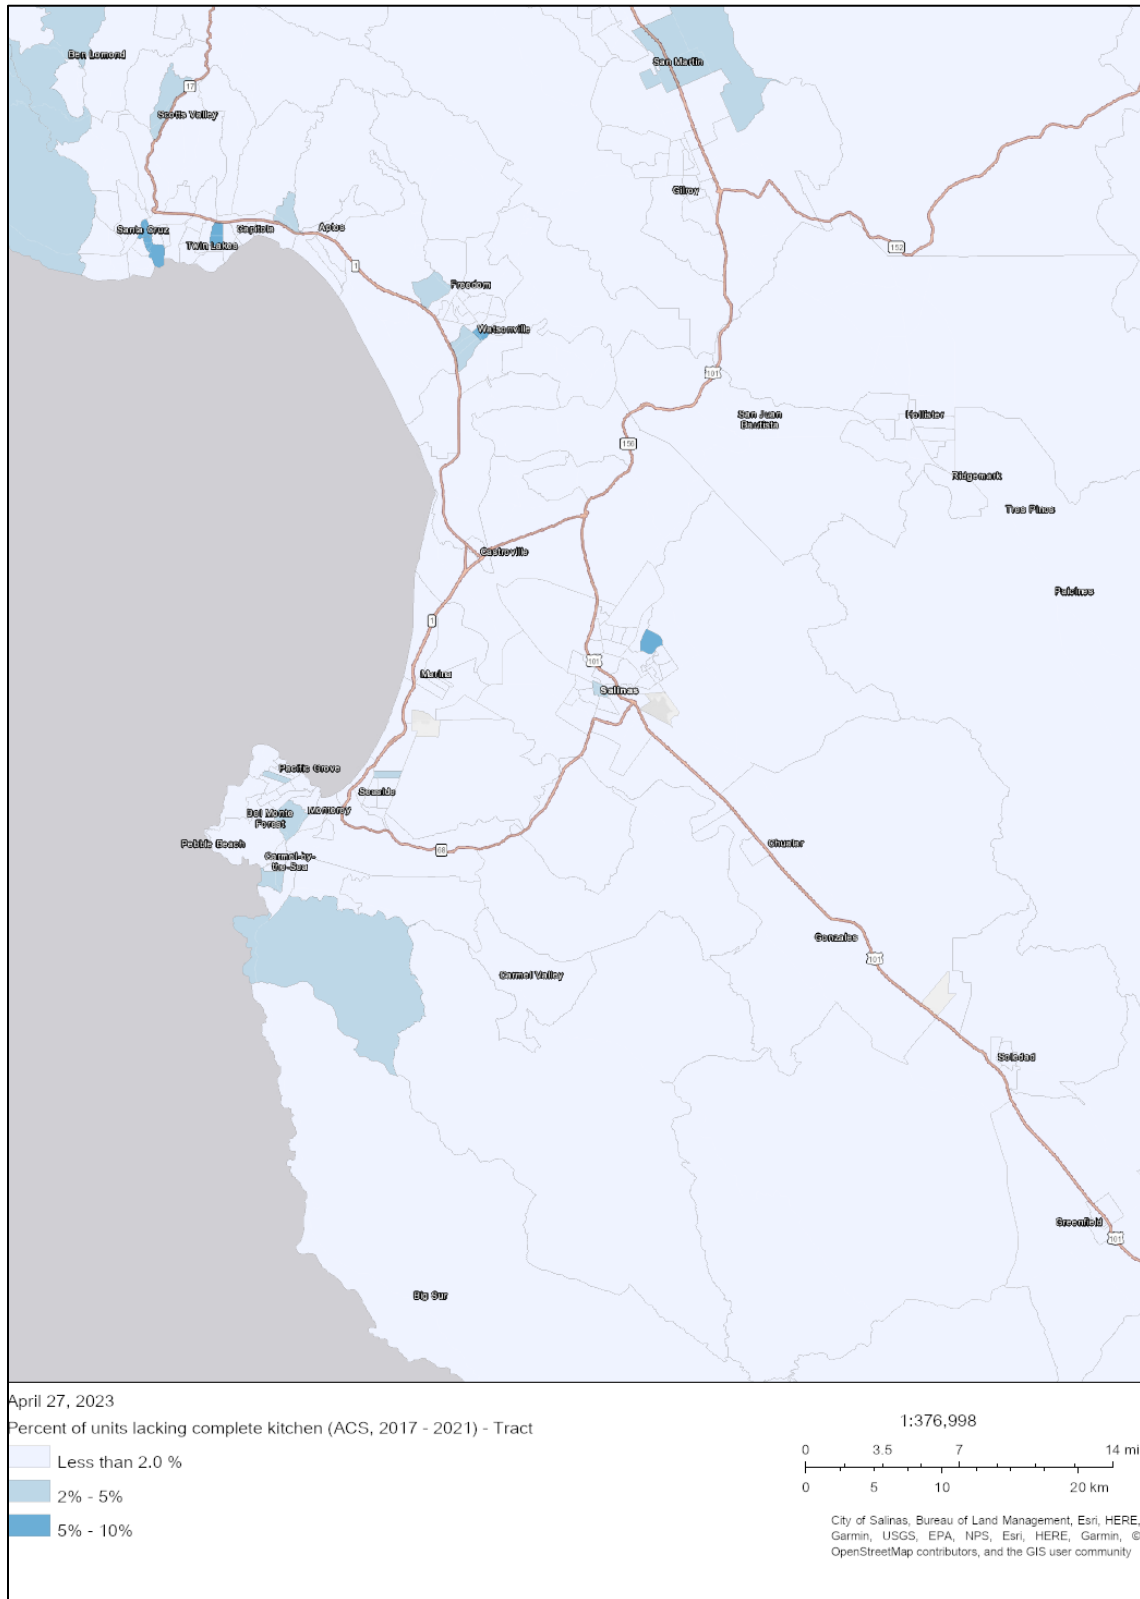 Ben Lomond
San Martin
17
Scotts Valley
Gilroy
Santa Cruz
Capitola
Aptos
Twin Lakes
152
1
Freedom
Watsonville
101
San Juan
Bautista
Hollister
156
Ridgemark
Tres Pinos
Castroville
Paicines
1
101
Marina
Salinas
Pacific Grove
Seaside
Del Monte
Forest
Monterey
Pebble Beach
Carmel-by-
the-Sea
68
Chualar
Gonzales
101
Carmel Valley
Soledad
Greenfield
101
Big Sur
April 27, 2023
Percent of units lacking complete kitchen (ACS, 2017 - 2021) - Tract
Less than 2.0 %
2% - 5%
5% - 10%
1:376,998
0 3.5 7 14 mi
0 5 10 20 km
City of Salinas, Bureau of Land Management, Esri, HERE,
Garmin, USGS, EPA, NPS, Esri, HERE, Garmin, ©
OpenStreetMap contributors, and the GIS user community